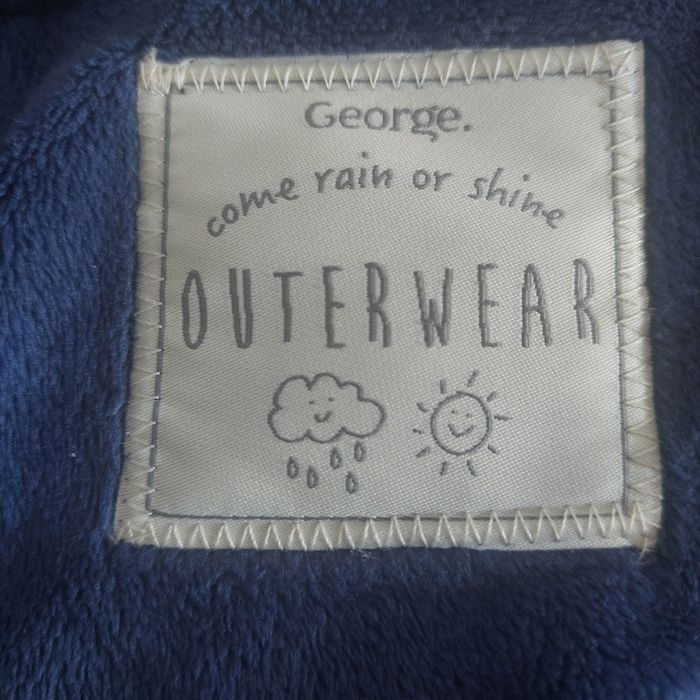 George.
come rain or shine
OUTERWEAR